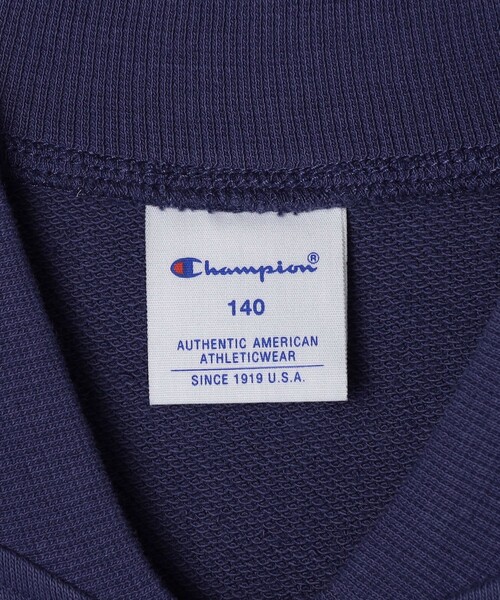 Champion®
140
AUTHENTIC AMERICAN
ATHLETICWEAR
SINCE 1919 U.S.A.